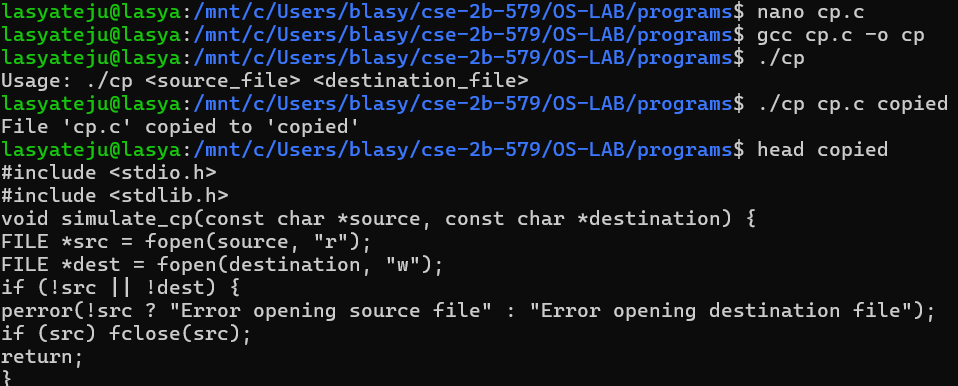 lasyateju@lasya:/mnt/c/Users/blasy/cse-2b-579/OS-LAB/programs$ nano cp.c
lasyateju@lasya:/mnt/c/Users/blasy/cse-2b-579/OS-LAB/programs$ gcc cp.c -o cp
lasyateju@lasya:/mnt/c/Users/blasy/cse-2b-579/OS-LAB/programs$ ./cp
Usage: ./cp <source_file> <destination_file>
lasyateju@lasya:/mnt/c/Users/blasy/cse-2b-579/OS-LAB/programs$ ./cp cp.c copied
File 'cp.c' copied to 'copied'
lasyateju@lasya:/mnt/c/Users/blasy/cse-2b-579/OS-LAB/programs$ head copied
#include <stdio.h>
#include <stdlib.h>
void simulate_cp(const char *source, const char *destination) {
FILE *src = fopen(source, "r");
FILE *dest = fopen(destination, "w");
if (!src || !dest) {
perror(!src ? "Error opening source file" : "Error opening destination file");
if (src) fclose(src);
return;
}